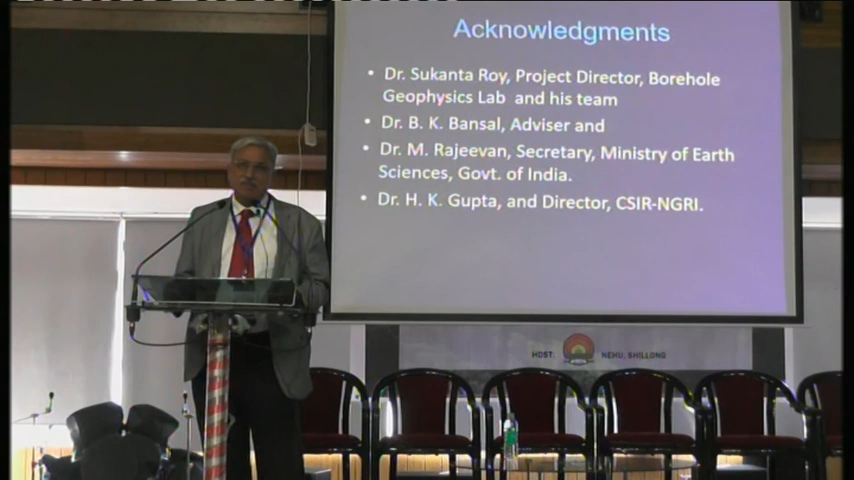 Acknowledgments
• Dr. Sukanta Roy, Project Director, Borehole
Geophysics Lab and his team
• Dr. B. K. Bansal, Adviser and
• Dr. M. Rajeevan, Secretary, Ministry of Earth
Sciences, Govt. of India.
• Dr. H. K. Gupta, and Director, CSIR-NGRI.
HOST:
NEHU, SHILLONG